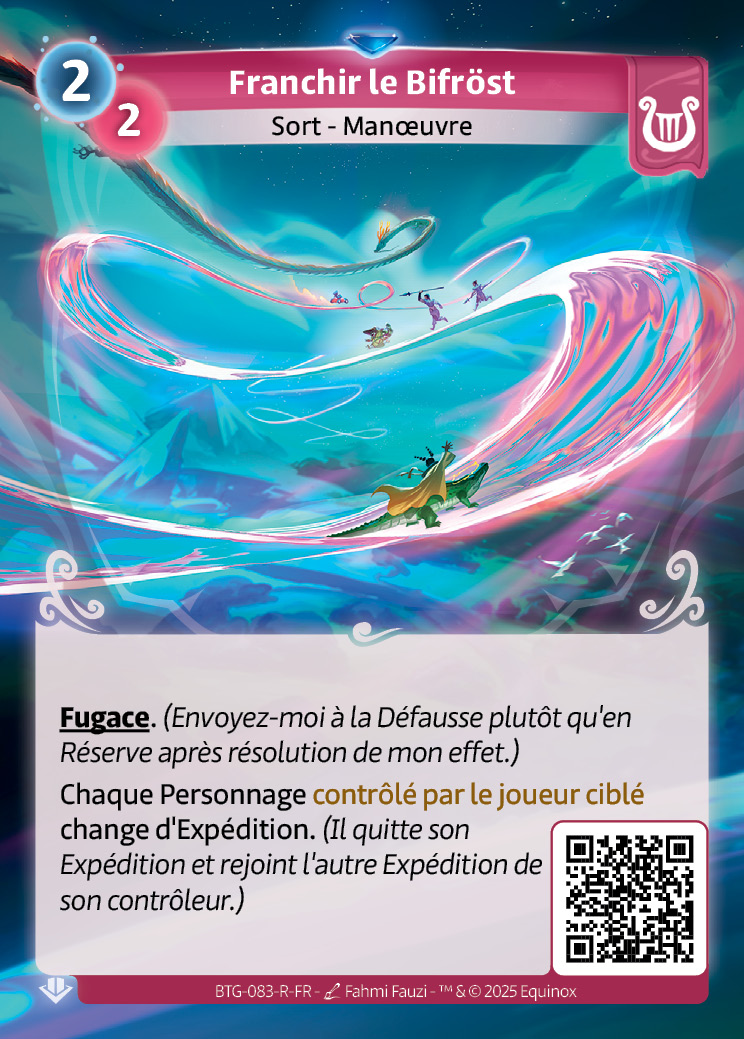 2
Franchir le Bifröst
2
Sort - Manœuvre
Fugace. (Envoyez-moi à la Défausse plutôt qu'en
Réserve après résolution de mon effet.)
Chaque Personnage contrôlé par le joueur ciblé
change d'Expédition. (Il quitte son
Expédition et rejoint l'autre Expédition de
son contrôleur.)
BTG-083-R-FR - Fahmi Fauzi - ™ & © 2025 Equinox